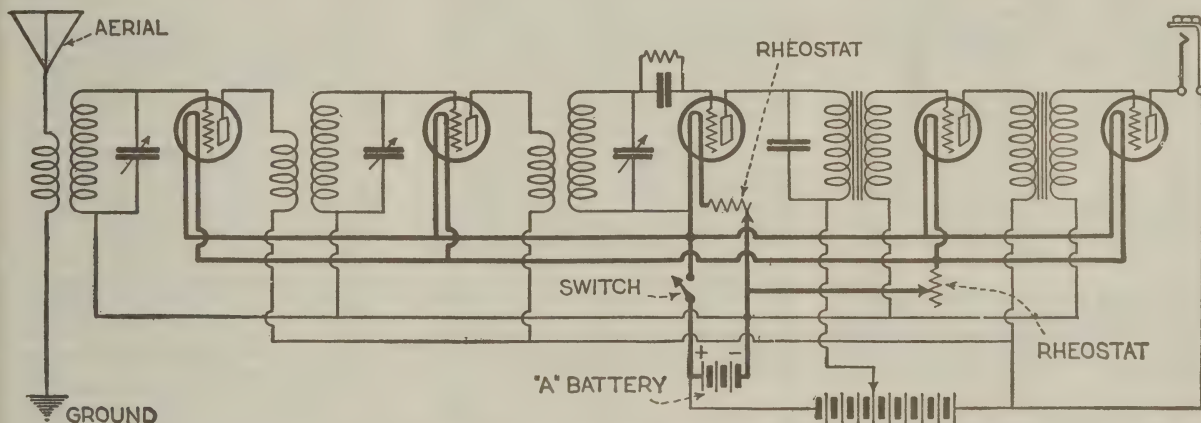 AERIAL
RHEOSTAT
SWITCH
+ -
"A" BATTERY
RHEOSTAT
GROUND